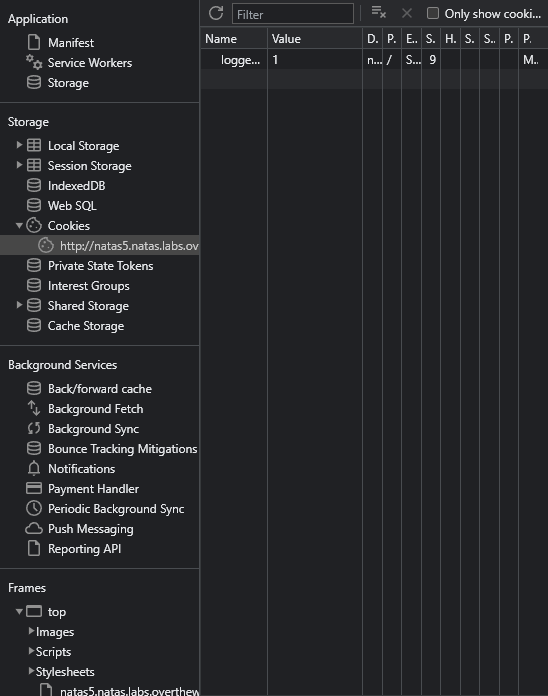 Application
Manifest
Service Workers
Storage
Storage
Local Storage
Session Storage
IndexedDB
Web SQL
Cookies
http://natas5.natas.labs.ov
Private State Tokens
Interest Groups
Shared Storage
Cache Storage
Background Services
Back/forward cache
Background Fetch
Background Sync
Bounce Tracking Mitigations
Notifications
Payment Handler
Periodic Background Sync
Push Messaging
Reporting API
Frames
top
Images
Scripts
Stylesheets
natas5.natas.labs.overthew
Filter
Only show cooki...
Name Value D. P. E.. S. H. S. S.. P. P.
logge... 1 n... / S... 9 M..